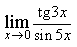 lim x→0 tg3x / sin 5x